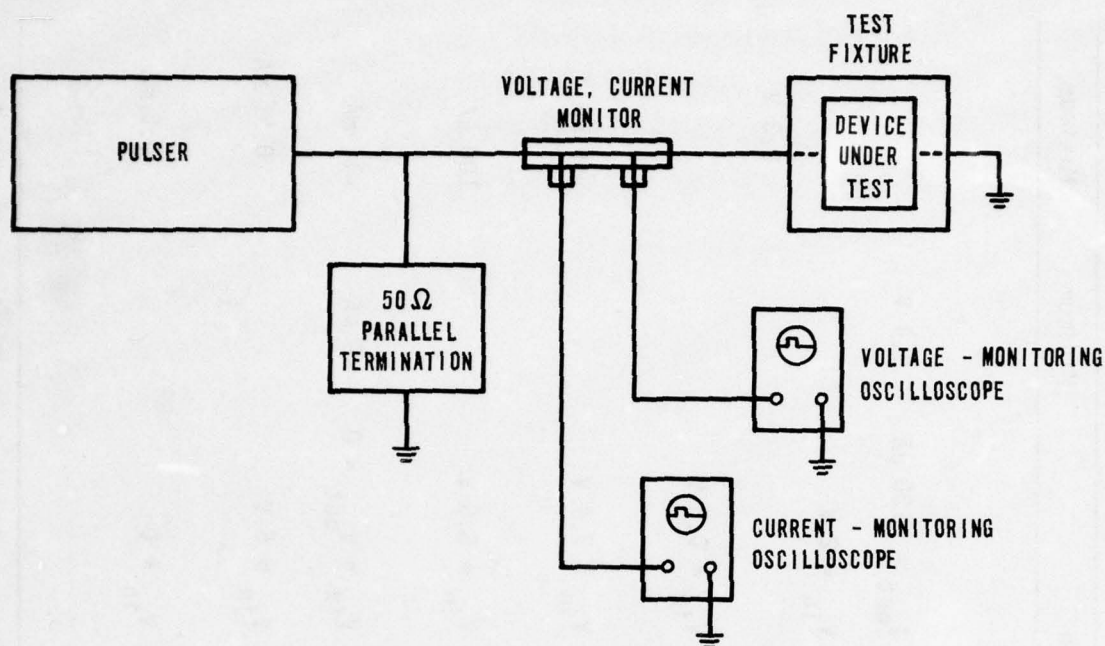 TEST
FIXTURE
VOLTAGE, CURRENT
MONITOR
PULSER
DEVICE
UNDER
TEST
50 Ω
PARALLEL
TERMINATION
VOLTAGE - MONITORING
OSCILLOSCOPE
CURRENT - MONITORING
OSCILLOSCOPE